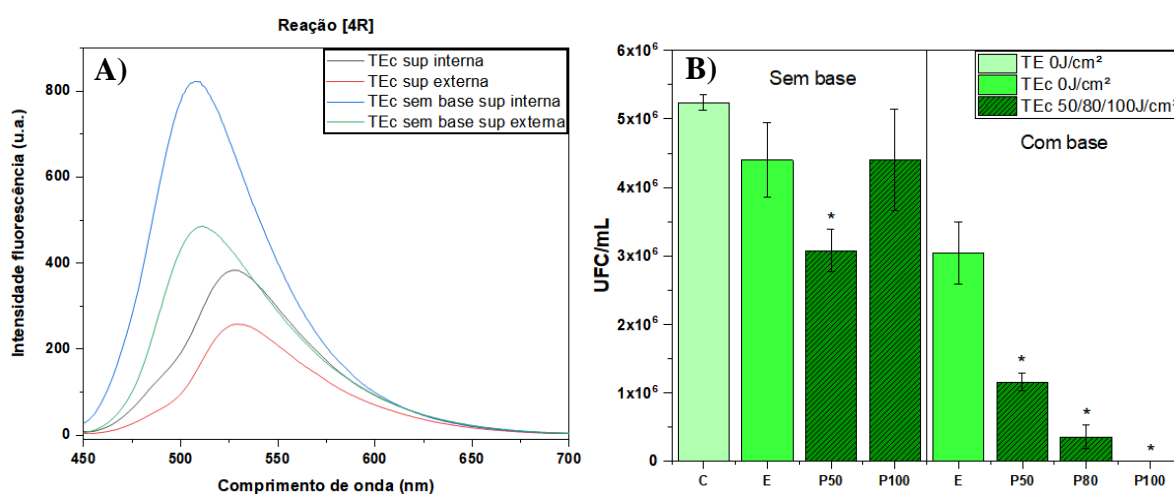 Reação [4R]
A)
TEc sup interna
TEc sup externa
TEc sem base sup interna
TEc sem base sup externa
Intensidade fluorescência (u.a.)
800
600
400
200
0
450 500 550 600 650 700
Comprimento de onda (nm)
B)
Sem base
TE 0J/cm²
TEc 0J/cm²
TEc 50/80/100J/cm²
Com base
UFC/mL
6x10⁶
5x10⁶
4x10⁶
3x10⁶
2x10⁶
1x10⁶
0
* * * *
C E P50 P100 E P50 P80 P100